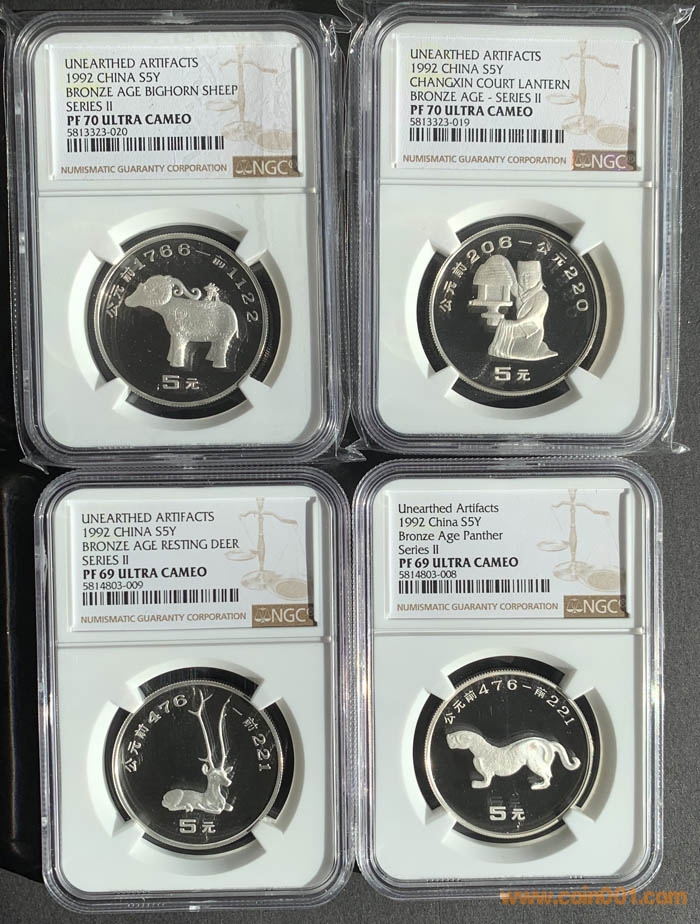 UNEARTHED ARTIFACTS
1992 CHINA S5Y
BRONZE AGE BIGHORN SHEEP
SERIES II
PF 70 ULTRA CAMEO
5813323-020
NUMISMATIC GUARANTY CORPORATION
NGC
公元前1766-前1122
5元
UNEARTHED ARTIFACTS
1992 CHINA S5Y
CHANGXIN COURT LANTERN
BRONZE AGE - SERIES II
PF 70 ULTRA CAMEO
5813323-019
NUMISMATIC GUARANTY CORPORATION
NGC
公元前206-公元220
5元
UNEARTHED ARTIFACTS
1992 CHINA S5Y
BRONZE AGE RESTING DEER
SERIES II
PF 69 ULTRA CAMEO
5814803-009
NUMISMATIC GUARANTY CORPORATION
NGC
公元前476-前221
5元
Unearthed Artifacts
1992 China S5Y
Bronze Age Panther
Series II
PF 69 ULTRA CAMEO
5814803-008
NUMISMATIC GUARANTY CORPORATION
NGC
公元前476-前221
5元
www.coin001.com